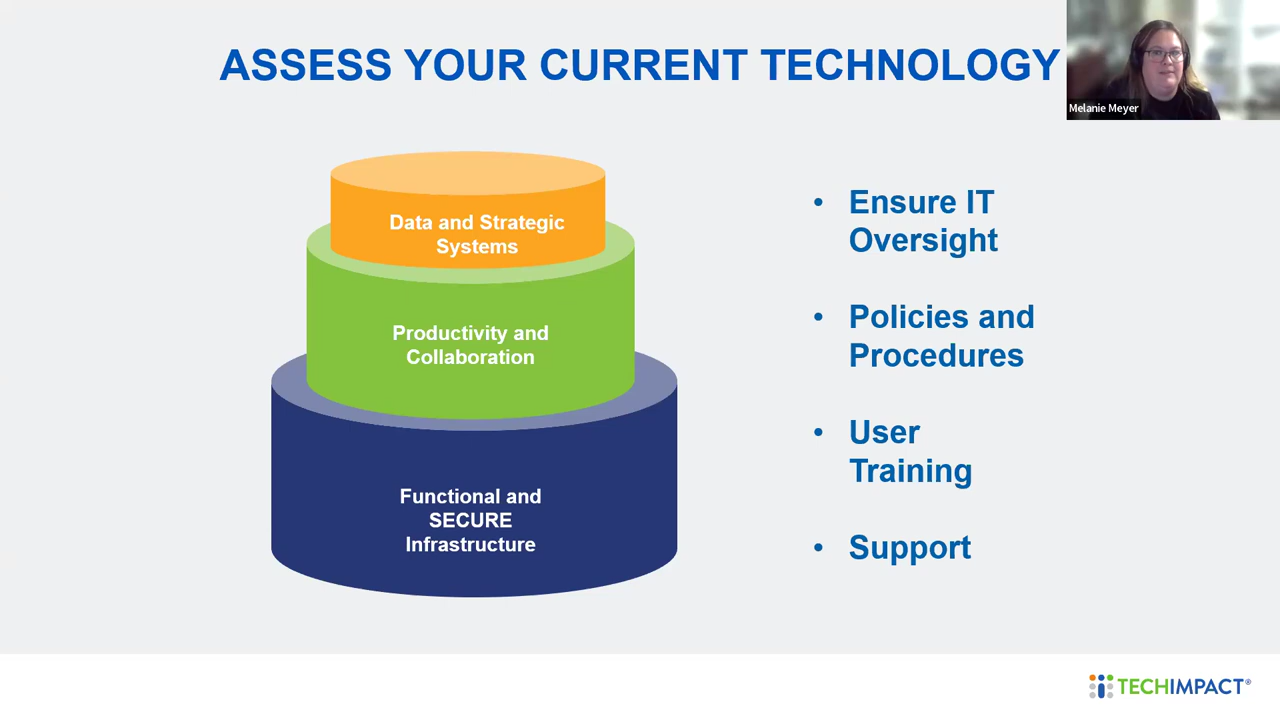 ASSESS YOUR CURRENT TECHNOLOGY
Melanie Meyer
Data and Strategic
Systems
Productivity and
Collaboration
Functional and
SECURE
Infrastructure
• Ensure IT
Oversight
• Policies and
Procedures
• User
Training
• Support
TECHIMPACT®